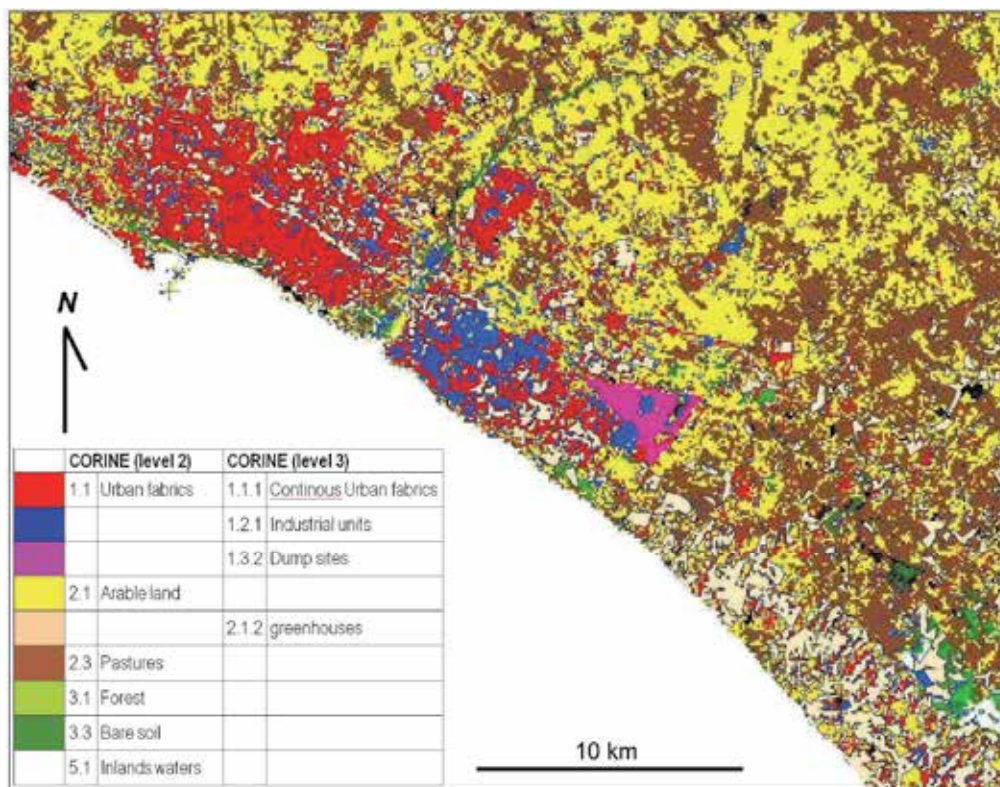 N
CORINE (level 2) CORINE (level 3)
1.1 Urban fabrics 1.1.1 Continous Urban fabrics
1.2.1 Industrial units
1.3.2 Dump sites
2.1 Arable land
2.1.2 greenhouses
2.3 Pastures
3.1 Forest
3.3 Bare soil
5.1 Inlands waters
10 km